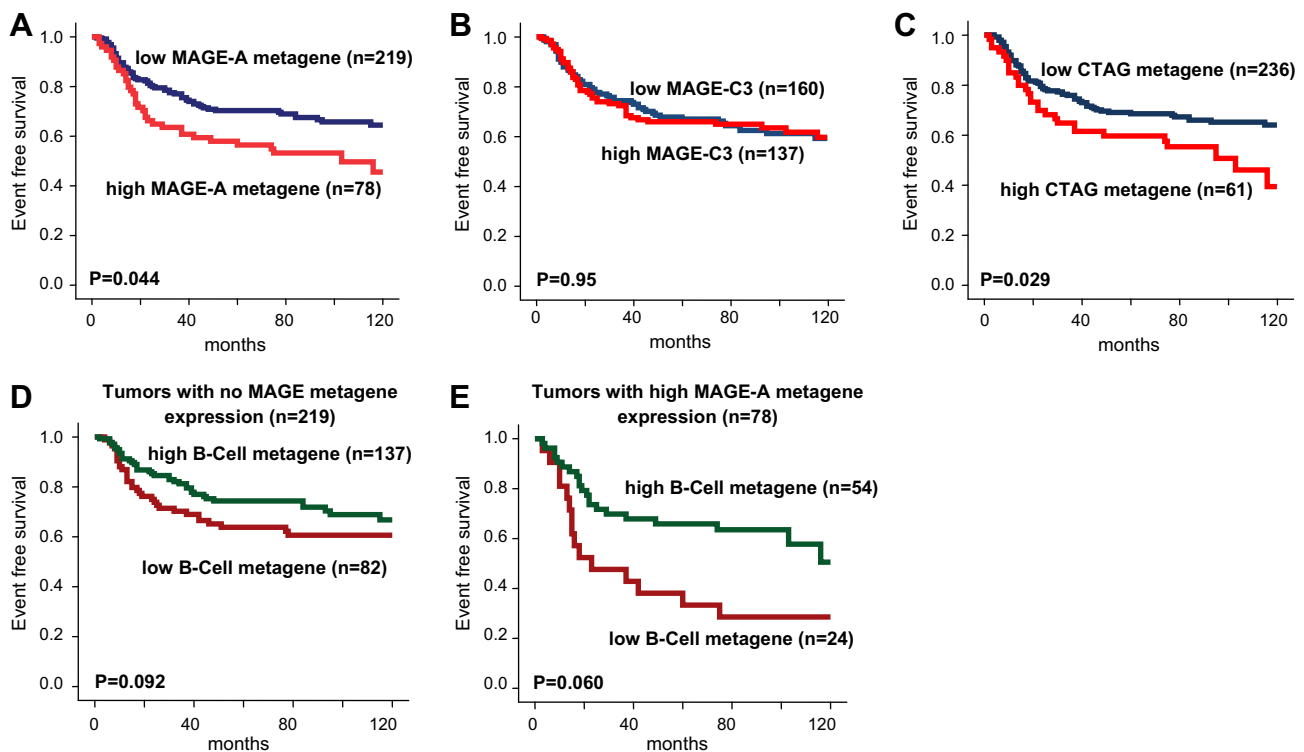 A
Event free survival
1.0
0.8
0.6
0.4
0.2
0.0
low MAGE-A metagene (n=219)
high MAGE-A metagene (n=78)
P=0.044
0 40 80 120
months
B
Event free survival
1.0
0.8
0.6
0.4
0.2
0.0
low MAGE-C3 (n=160)
high MAGE-C3 (n=137)
P=0.95
0 40 80 120
months
C
Event free survival
1.0
0.8
0.6
0.4
0.2
0.0
low CTAG metagene (n=236)
high CTAG metagene (n=61)
P=0.029
0 40 80 120
months
D
Tumors with no MAGE metagene
expression (n=219)
Event free survival
1.0
0.8
0.6
0.4
0.2
0.0
high B-Cell metagene (n=137)
low B-Cell metagene (n=82)
P=0.092
0 40 80 120
months
E
Tumors with high MAGE-A metagene
expression (n=78)
Event free survival
1.0
0.8
0.6
0.4
0.2
0.0
high B-Cell metagene (n=54)
low B-Cell metagene (n=24)
P=0.060
0 40 80 120
months